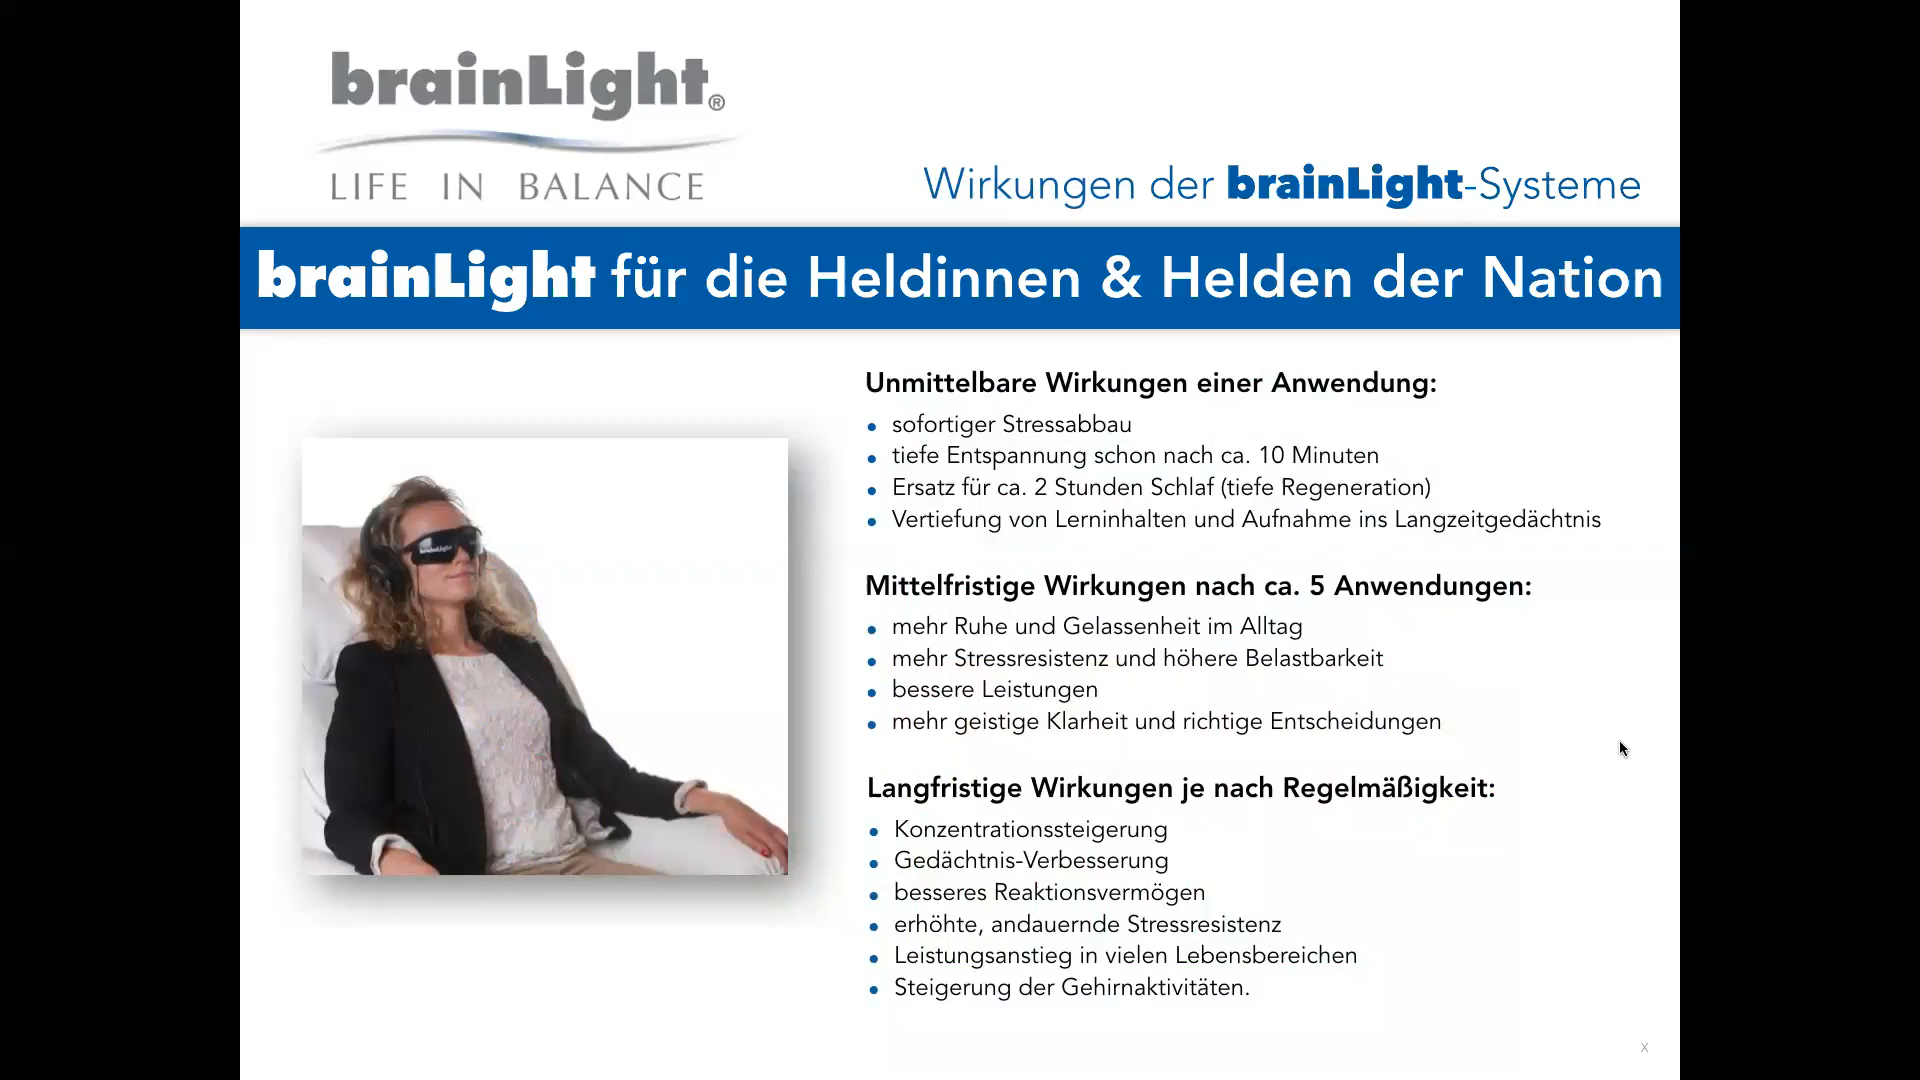 brainLight®
LIFE IN BALANCE
Wirkungen der brainLight-Systeme
brainLight für die Heldinnen & Helden der Nation
brainLight
Unmittelbare Wirkungen einer Anwendung:
• sofortiger Stressabbau
• tiefe Entspannung schon nach ca. 10 Minuten
• Ersatz für ca. 2 Stunden Schlaf (tiefe Regeneration)
• Vertiefung von Lerninhalten und Aufnahme ins Langzeitgedächtnis
Mittelfristige Wirkungen nach ca. 5 Anwendungen:
• mehr Ruhe und Gelassenheit im Alltag
• mehr Stressresistenz und höhere Belastbarkeit
• bessere Leistungen
• mehr geistige Klarheit und richtige Entscheidungen
Langfristige Wirkungen je nach Regelmäßigkeit:
• Konzentrationssteigerung
• Gedächtnis-Verbesserung
• besseres Reaktionsvermögen
• erhöhte, andauernde Stressresistenz
• Leistungsanstieg in vielen Lebensbereichen
• Steigerung der Gehirnaktivitäten.
X